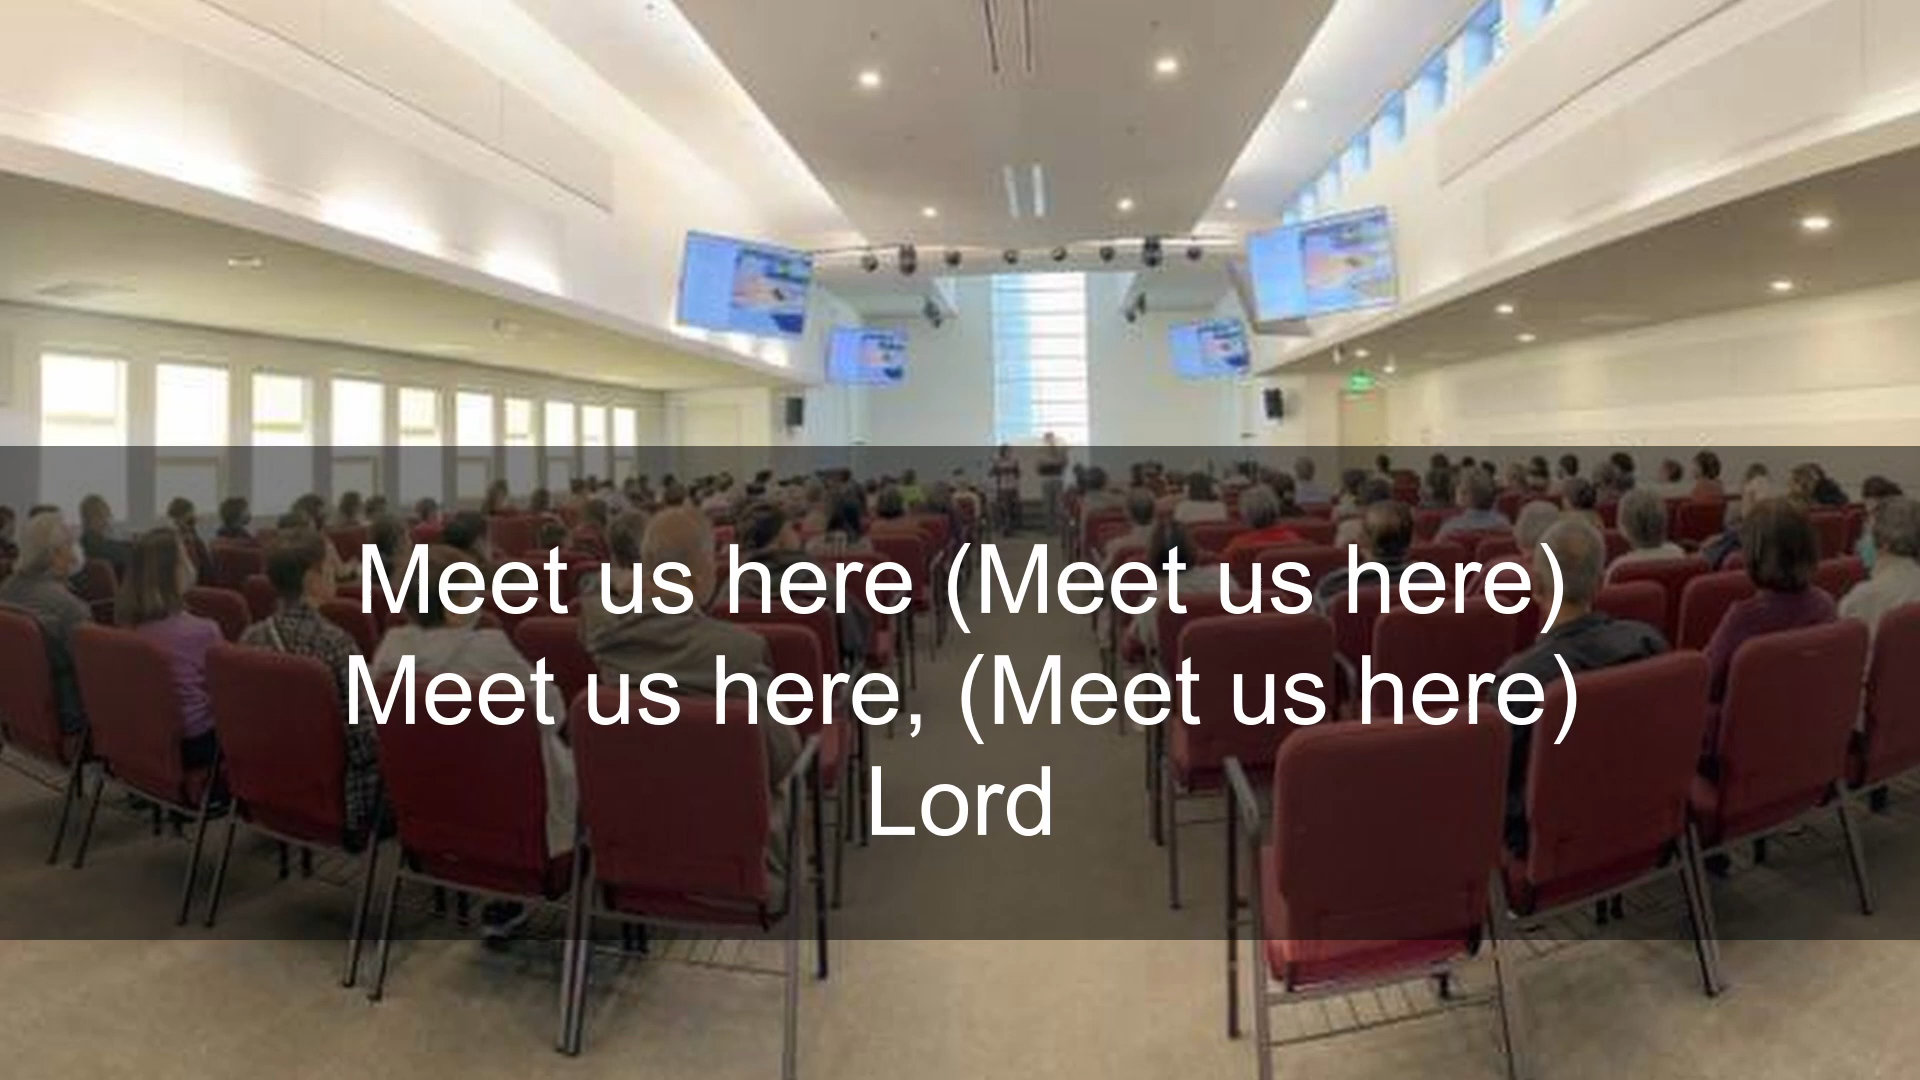 Meet us here (Meet us here)
Meet us here, (Meet us here)
Lord